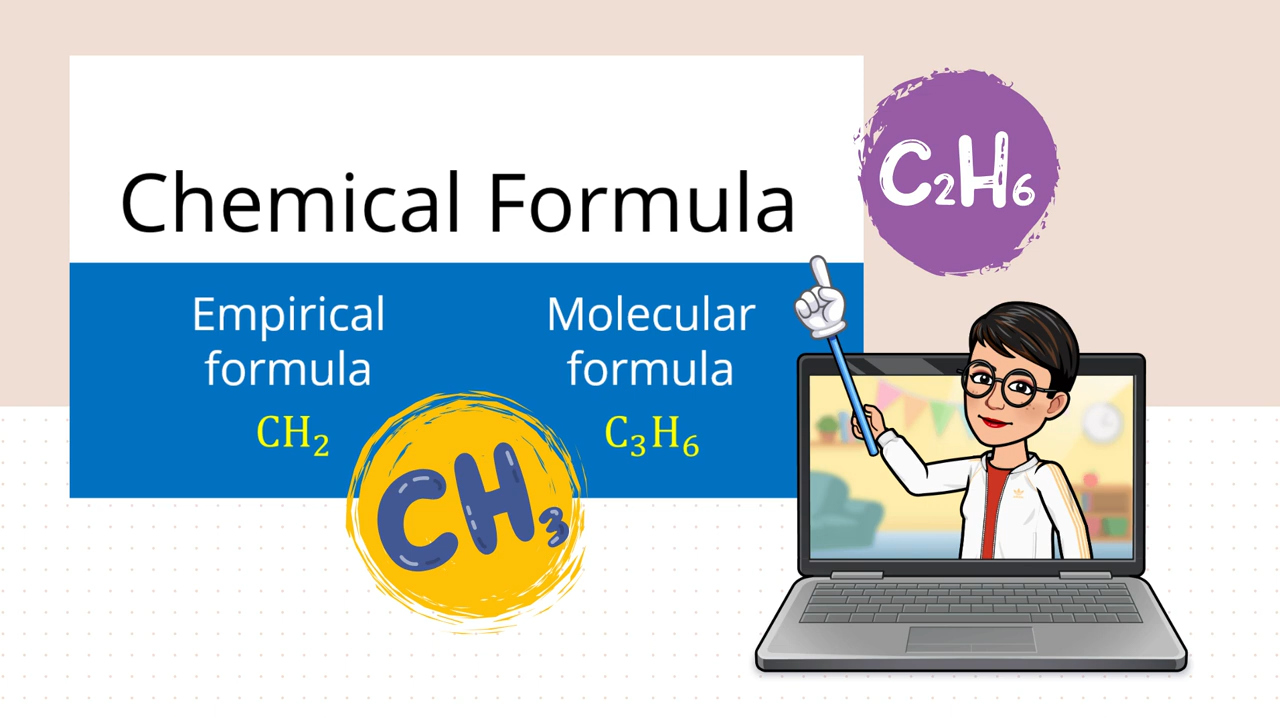 Chemical Formula
C₂H₆
Empirical
formula
CH₂
Molecular
formula
C₃H₆
CH₃